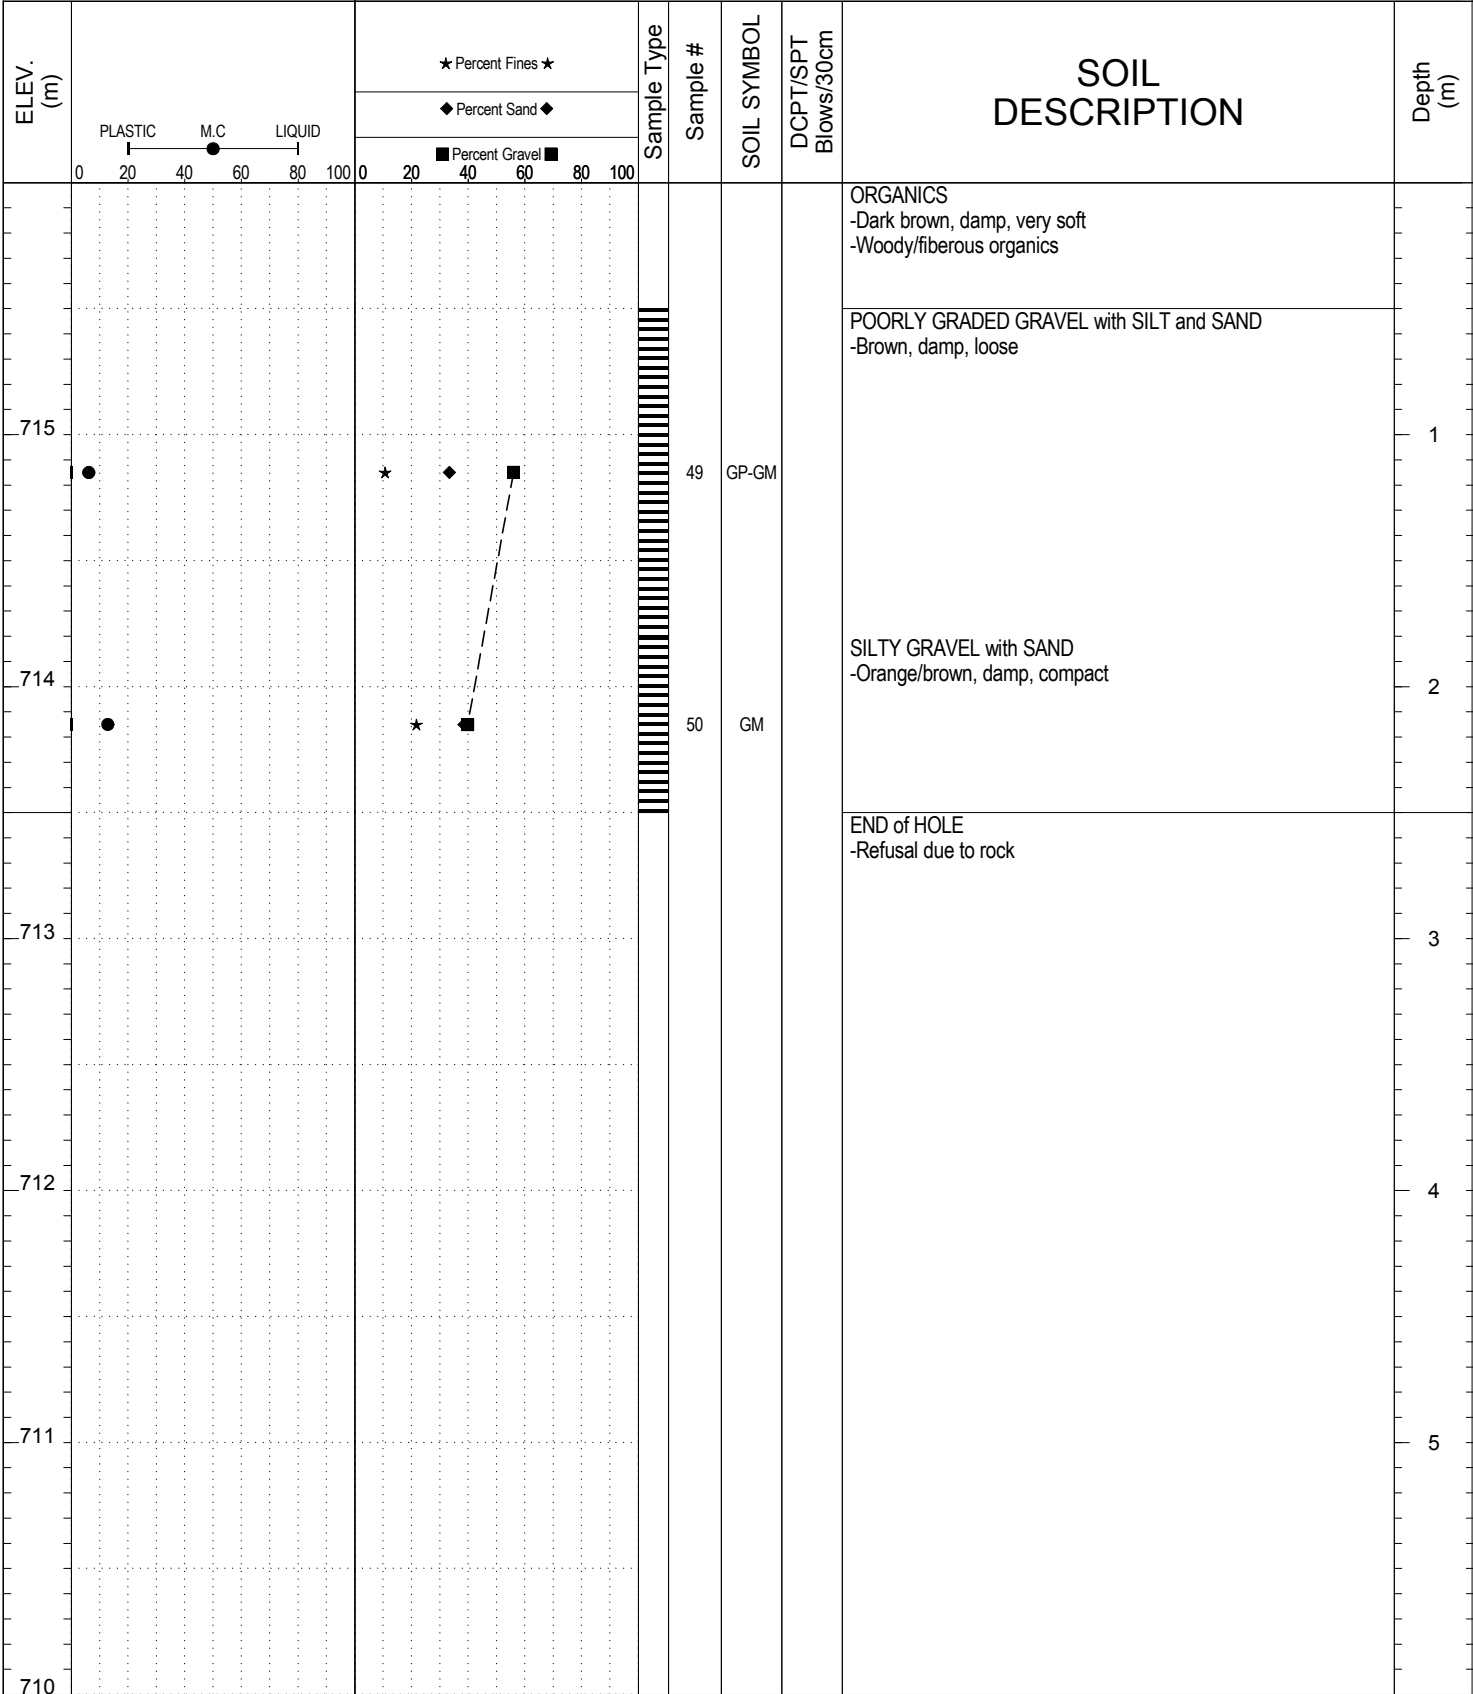 ELEV.
(m)
PLASTIC M.C LIQUID
0 20 40 60 80 100
★ Percent Fines ★
◆ Percent Sand ◆
■ Percent Gravel ■
0 20 40 60 80 100
Sample Type
Sample #
SOIL SYMBOL
DCPT/SPT
Blows/30cm
SOIL
DESCRIPTION
Depth
(m)
ORGANICS
-Dark brown, damp, very soft
-Woody/fiberous organics
POORLY GRADED GRAVEL with SILT and SAND
-Brown, damp, loose
715 1
49 GP-GM
SILTY GRAVEL with SAND
-Orange/brown, damp, compact
714 2
50 GM
END of HOLE
-Refusal due to rock
713 3
712 4
711 5
710